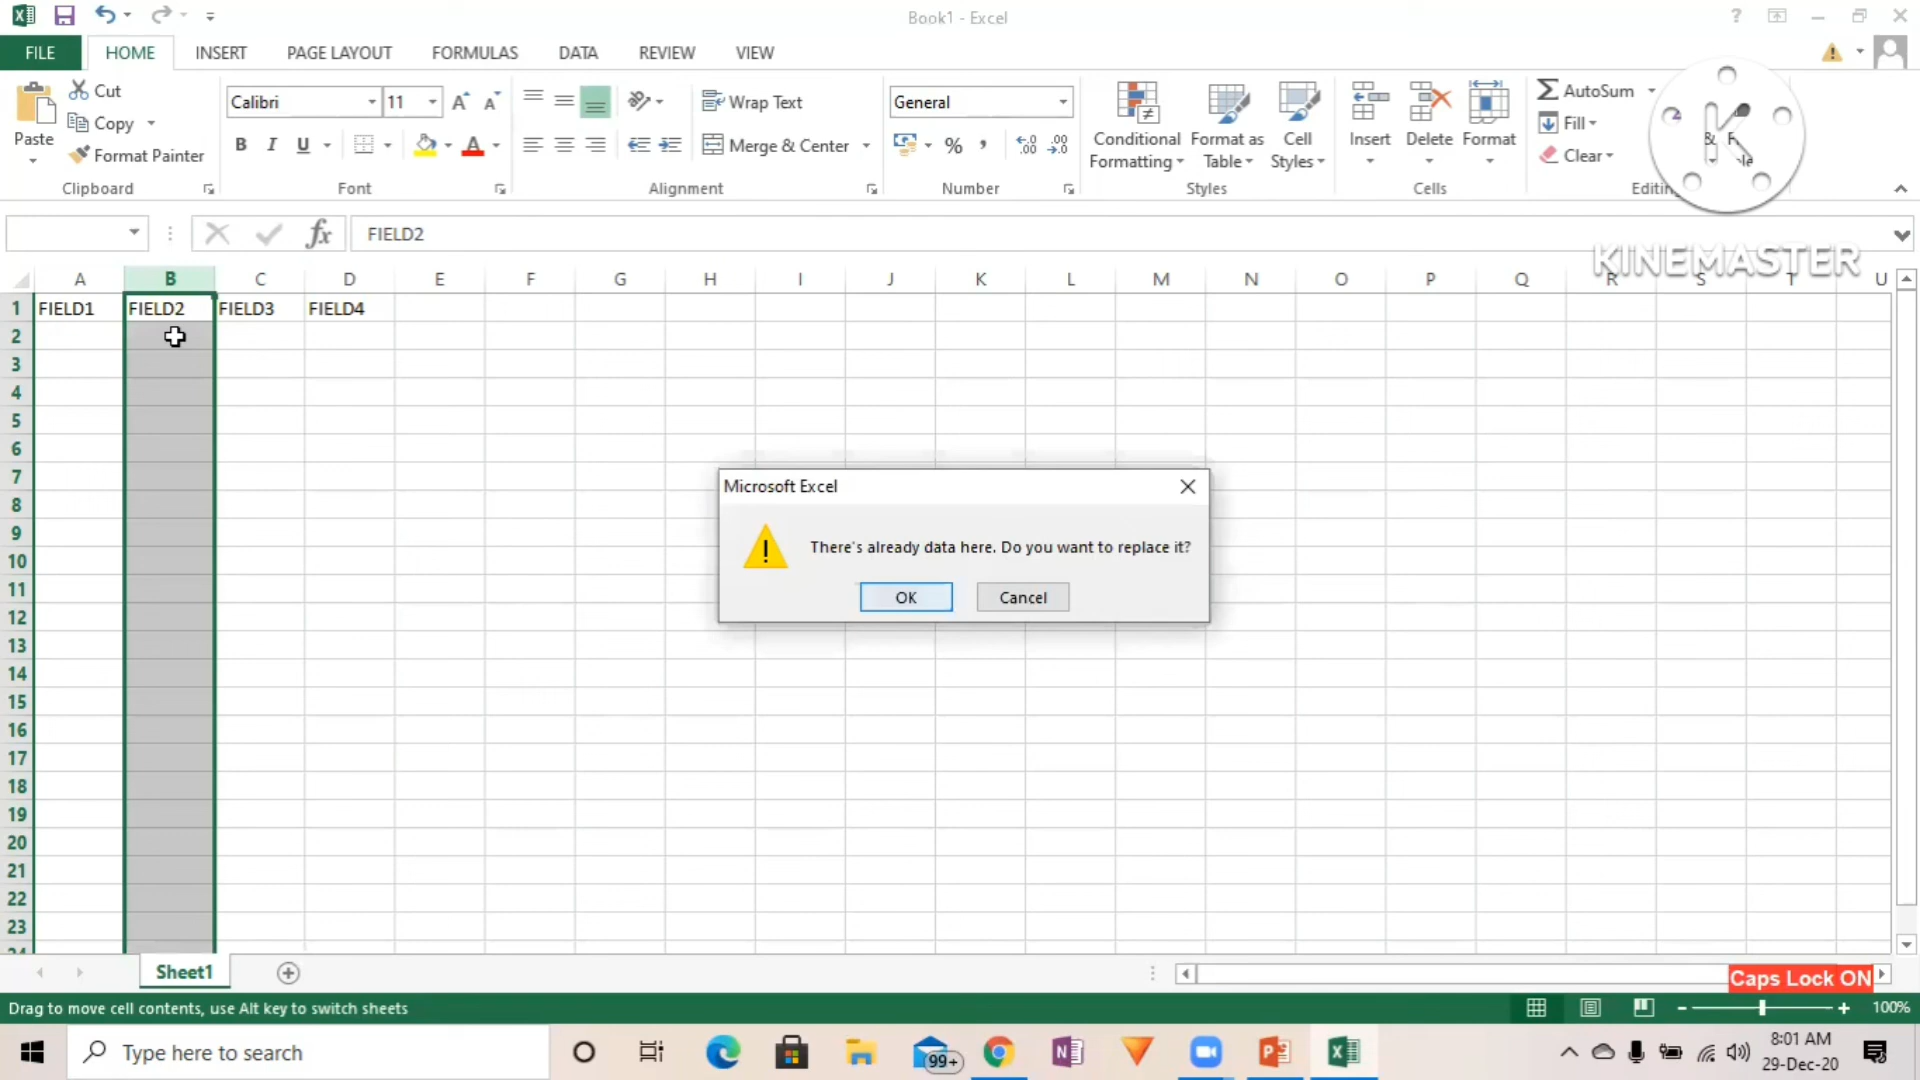 Book1 - Excel
FILE HOME INSERT PAGE LAYOUT FORMULAS DATA REVIEW VIEW
Paste
Cut
Copy
Format Painter
Clipboard
Calibri 11
B I U
Font
Wrap Text
Merge & Center
Alignment
General
% ,
Number
Conditional Formatting
Format as Table
Cell Styles
Styles
Insert
Delete
Format
Cells
AutoSum
Fill
Clear
KINEMASTER
fx FIELD2
A B C D E F G H I J K L M N O P Q R S T U
1 FIELD1 FIELD2 FIELD3 FIELD4
2
3
4
5
6
7
8
9
10
11
12
13
14
15
16
17
18
19
20
21
22
23
24
Microsoft Excel
There's already data here. Do you want to replace it?
OK Cancel
Sheet1
Caps Lock ON
Drag to move cell contents, use Alt key to switch sheets
100%
Type here to search
99+
8:01 AM
29-Dec-20